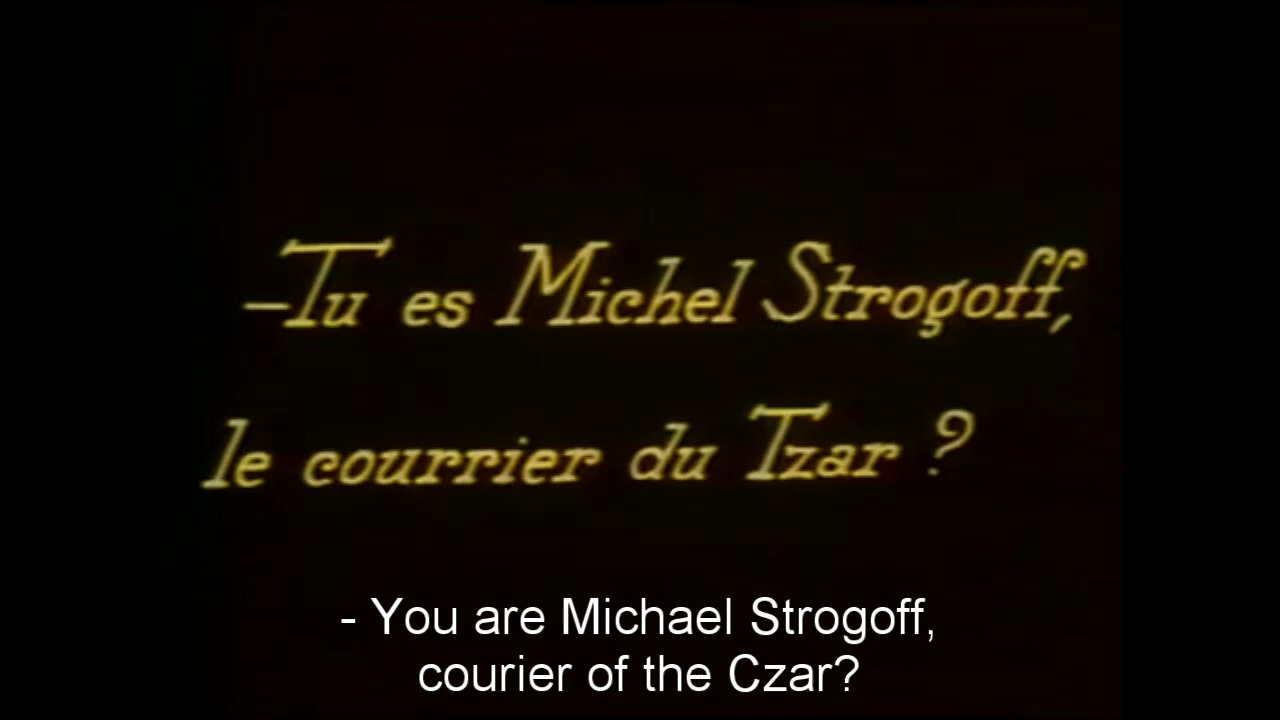 –Tu es Michel Strogoff,
le courrier du Tzar ?
- You are Michael Strogoff,
courier of the Czar?